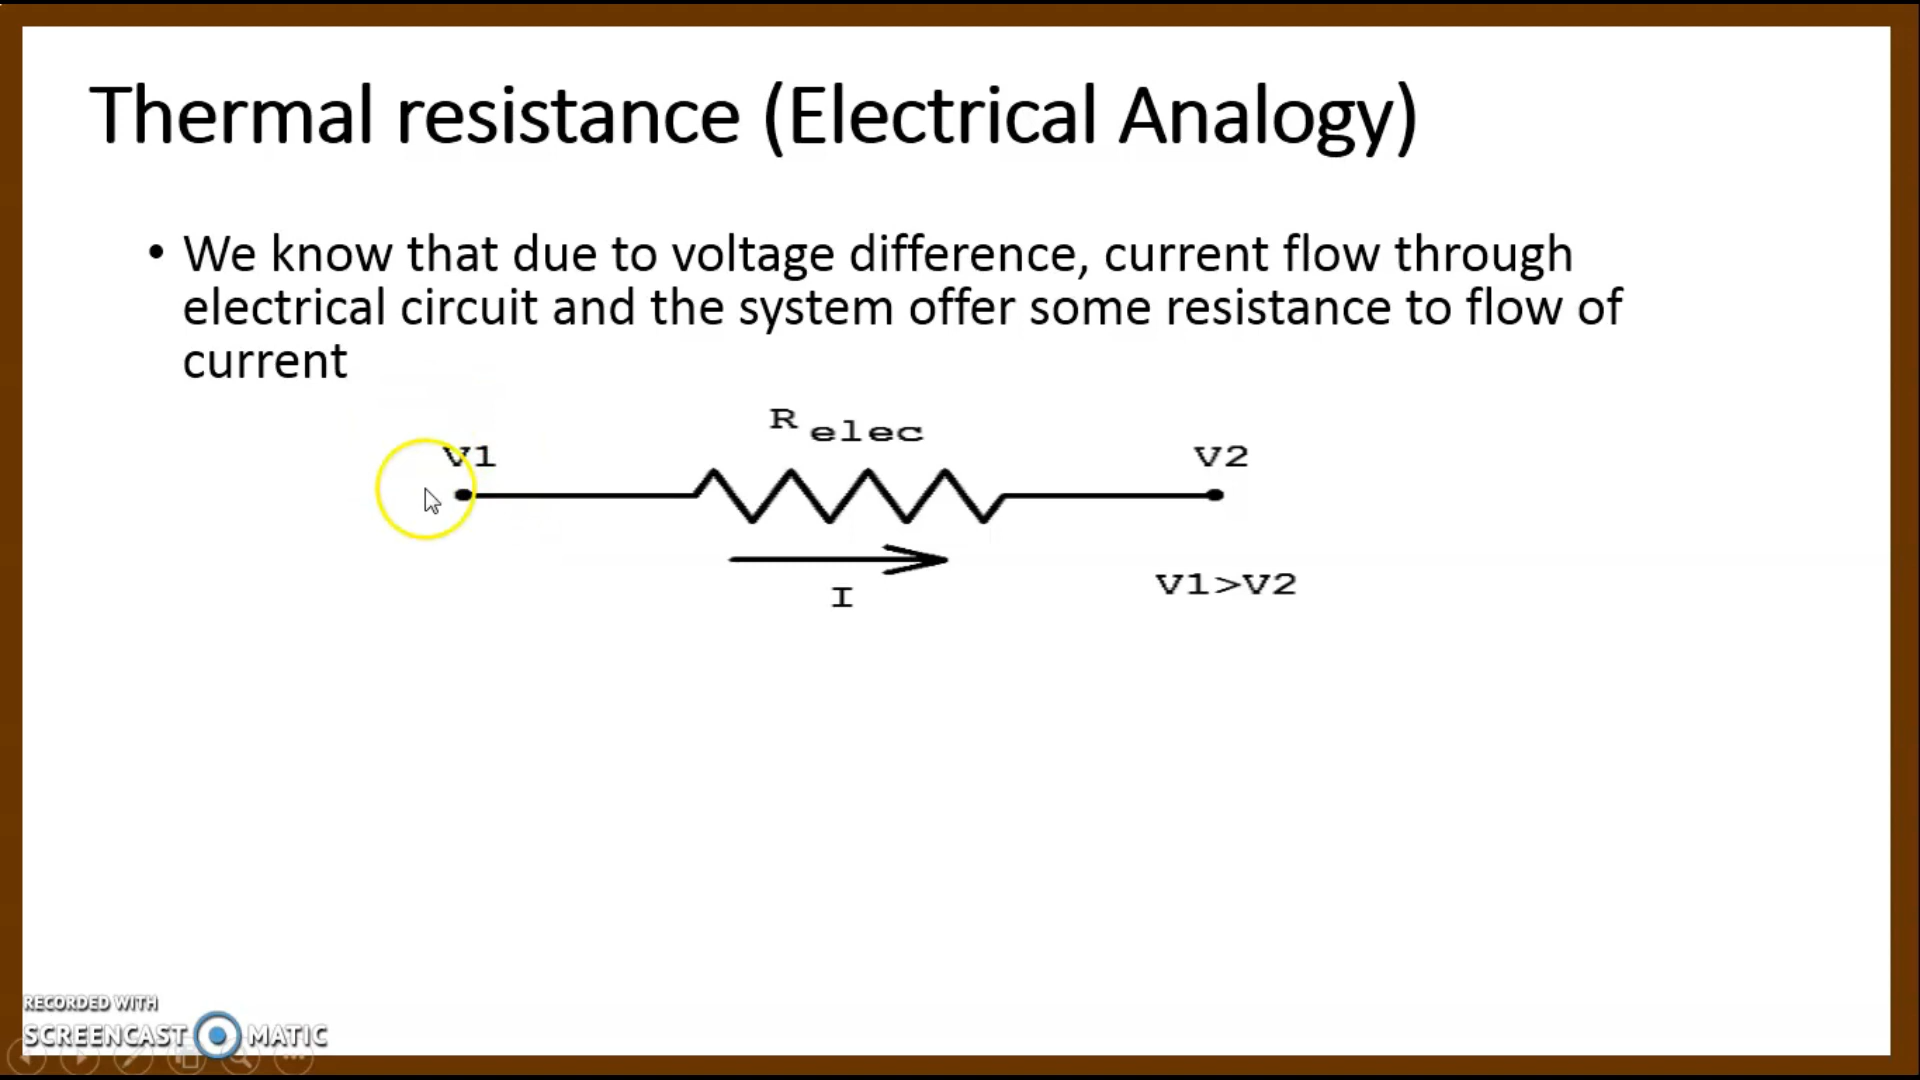 Thermal resistance (Electrical Analogy)
• We know that due to voltage difference, current flow through
electrical circuit and the system offer some resistance to flow of
current
R elec
V1
V2
I
V1>V2
RECORDED WITH
SCREENCAST MATIC